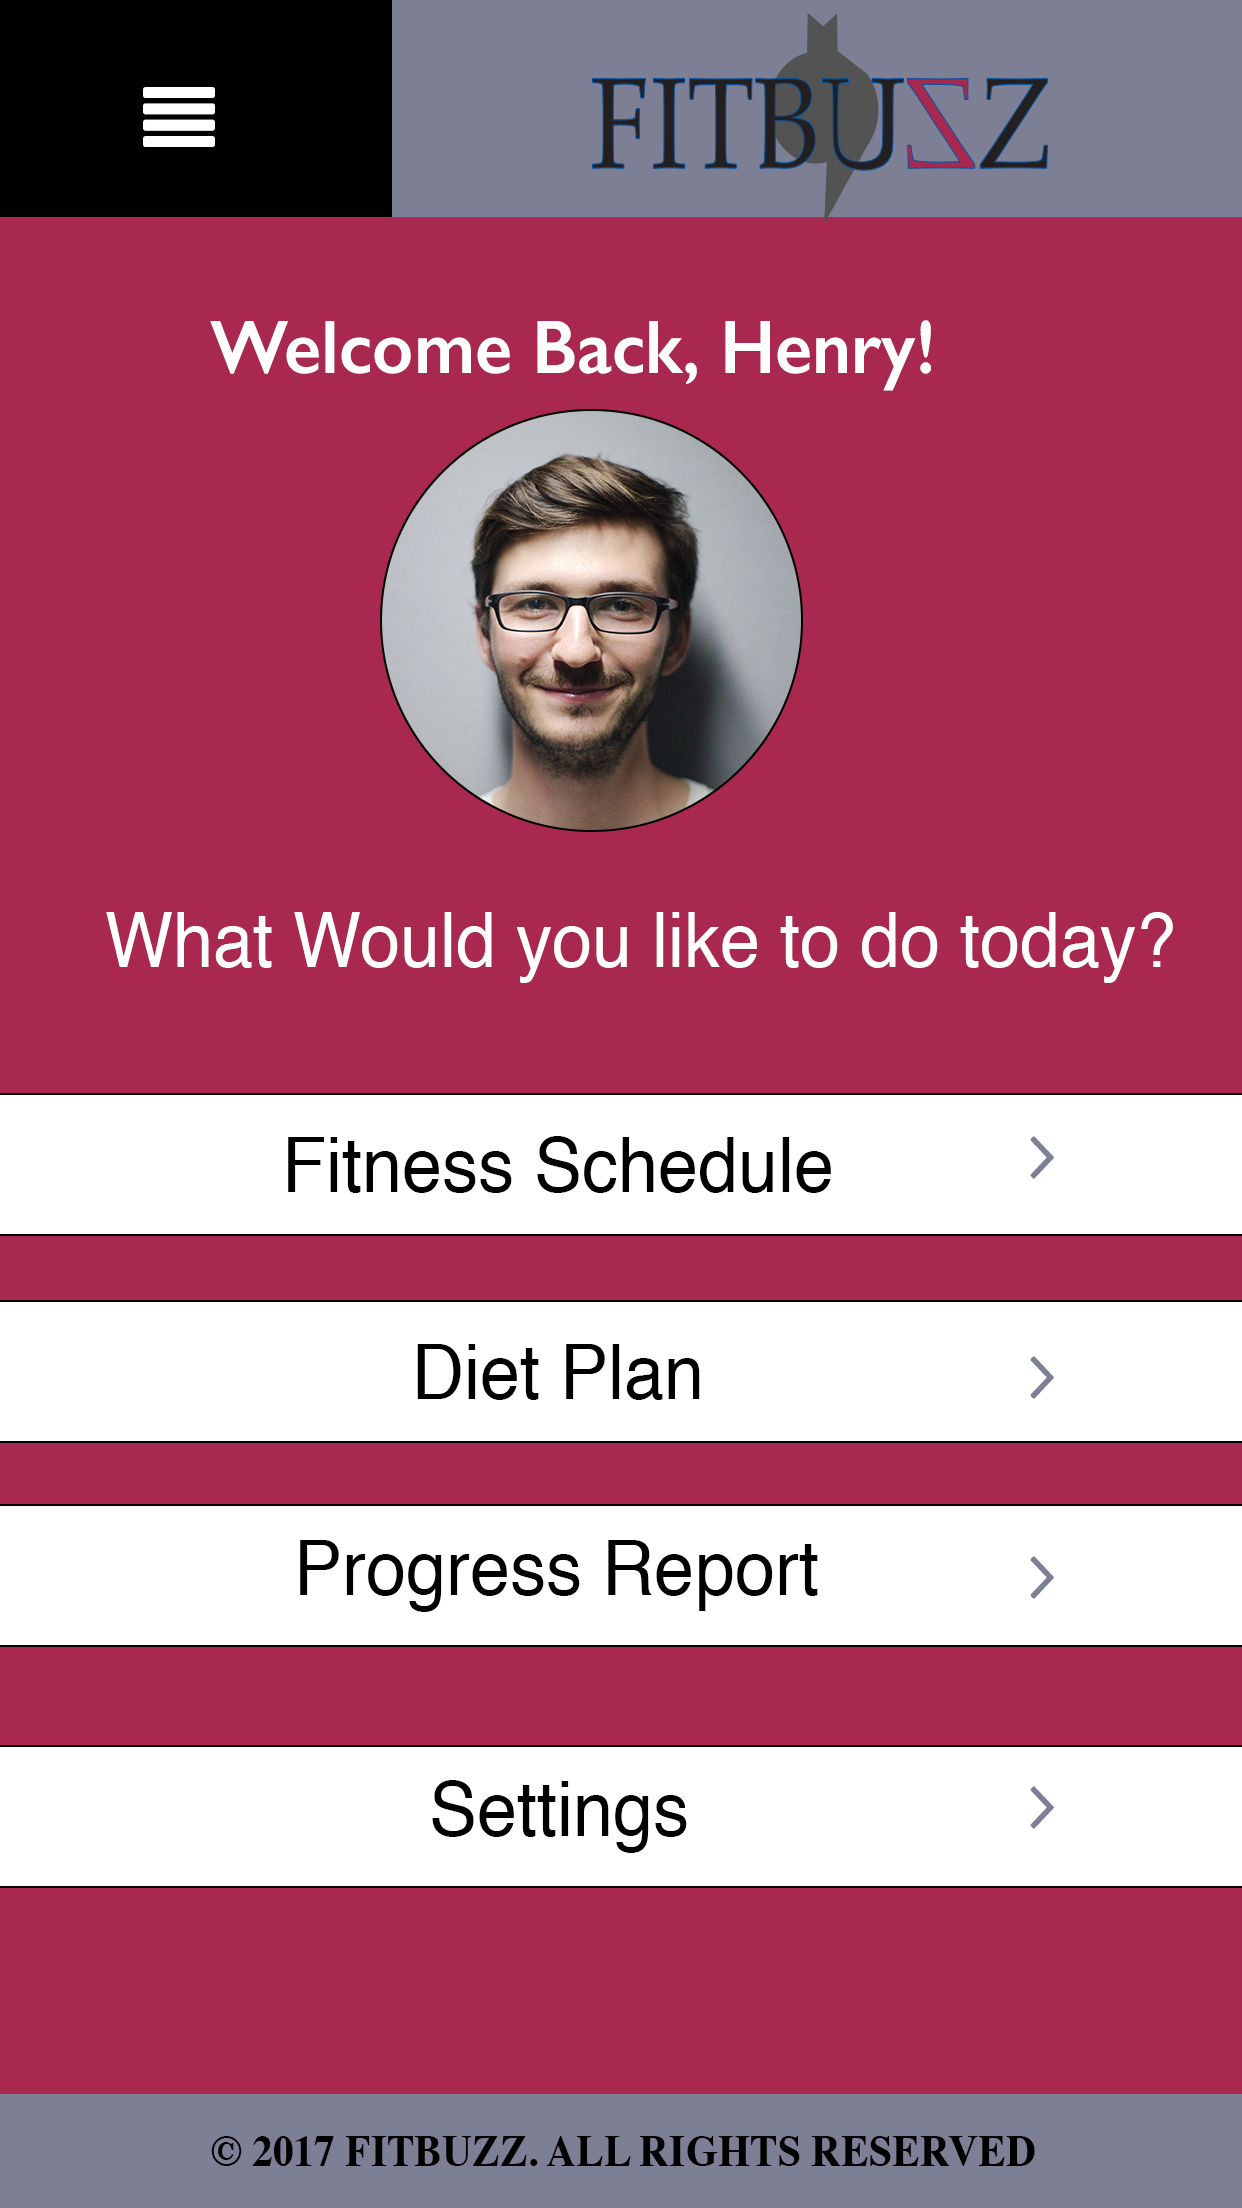 FITBUZZ
Welcome Back, Henry!
What Would you like to do today?
Fitness Schedule
Diet Plan
Progress Report
Settings
© 2017 FITBUZZ. ALL RIGHTS RESERVED